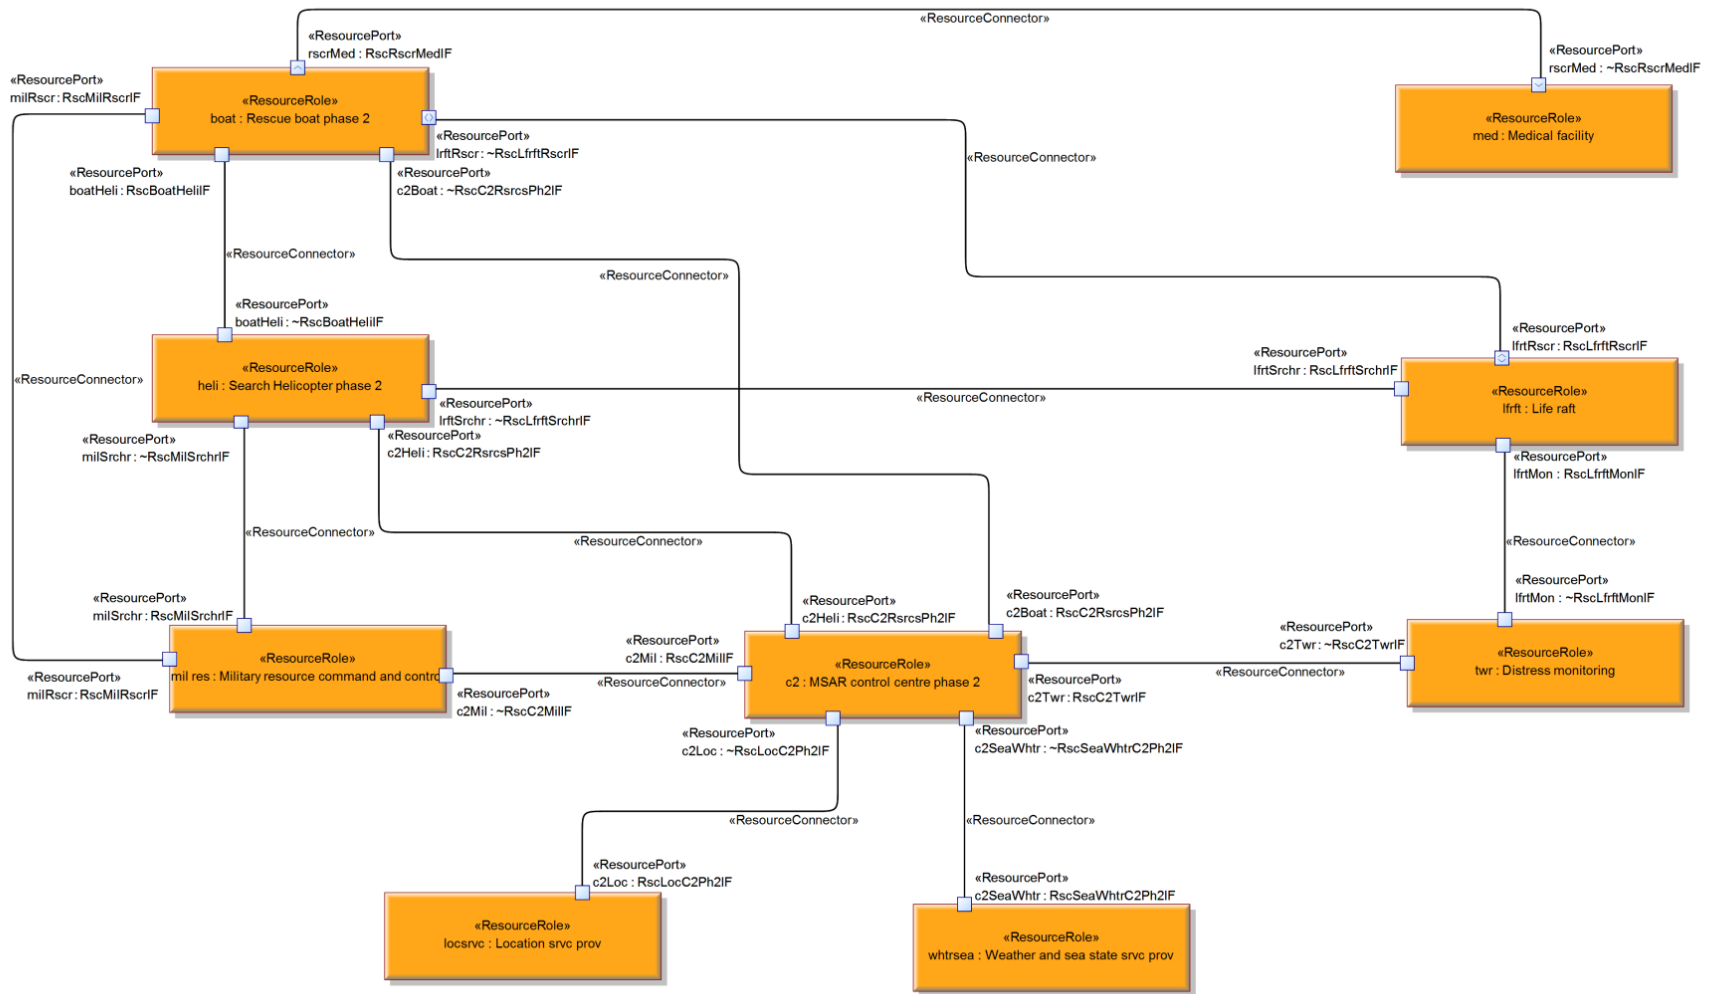 «ResourceConnector»
«ResourcePort»
rscrMed : RscRscrMedIF
«ResourcePort»
rscrMed : ~RscRscrMedIF
«ResourcePort»
milRscr : RscMilRscrIF
«ResourceRole»
boat : Rescue boat phase 2
«ResourceRole»
med : Medical facility
«ResourcePort»
lrftRscr : ~RscLfrftRscrIF
«ResourceConnector»
«ResourcePort»
boatHeli : RscBoatHeliIF
«ResourcePort»
c2Boat : ~RscC2RsrcsPh2IF
«ResourceConnector»
«ResourceConnector»
«ResourcePort»
boatHeli : ~RscBoatHeliIF
«ResourcePort»
lfrtRscr : RscLfrftRscrIF
«ResourceConnector»
«ResourceRole»
heli : Search Helicopter phase 2
«ResourcePort»
lfrtSrchr : RscLfrftSrchrIF
«ResourceRole»
lfrft : Life raft
«ResourceConnector»
«ResourcePort»
lrftSrchr : ~RscLfrftSrchrIF
«ResourcePort»
milSrchr : ~RscMilSrchrIF
«ResourcePort»
c2Heli : RscC2RsrcsPh2IF
«ResourcePort»
lfrtMon : RscLfrftMonIF
«ResourceConnector»
«ResourceConnector»
«ResourceConnector»
«ResourcePort»
milSrchr : RscMilSrchrIF
«ResourcePort»
c2Heli : RscC2RsrcsPh2IF
«ResourcePort»
c2Boat : RscC2RsrcsPh2IF
«ResourcePort»
lfrtMon : ~RscLfrftMonIF
«ResourcePort»
c2Mil : RscC2MilIF
«ResourcePort»
c2Twr : ~RscC2TwrIF
«ResourceRole»
mil res : Military resource command and contro
«ResourceRole»
c2 : MSAR control centre phase 2
«ResourceRole»
twr : Distress monitoring
«ResourceConnector»
«ResourceConnector»
«ResourcePort»
milRscr : RscMilRscrIF
«ResourcePort»
c2Mil : ~RscC2MilIF
«ResourcePort»
c2Twr : RscC2TwrIF
«ResourcePort»
c2Loc : ~RscLocC2Ph2IF
«ResourcePort»
c2SeaWhtr : ~RscSeaWhtrC2Ph2IF
«ResourceConnector»
«ResourceConnector»
«ResourcePort»
c2Loc : RscLocC2Ph2IF
«ResourcePort»
c2SeaWhtr : RscSeaWhtrC2Ph2IF
«ResourceRole»
locsrvc : Location srvc prov
«ResourceRole»
whtrsea : Weather and sea state srvc prov